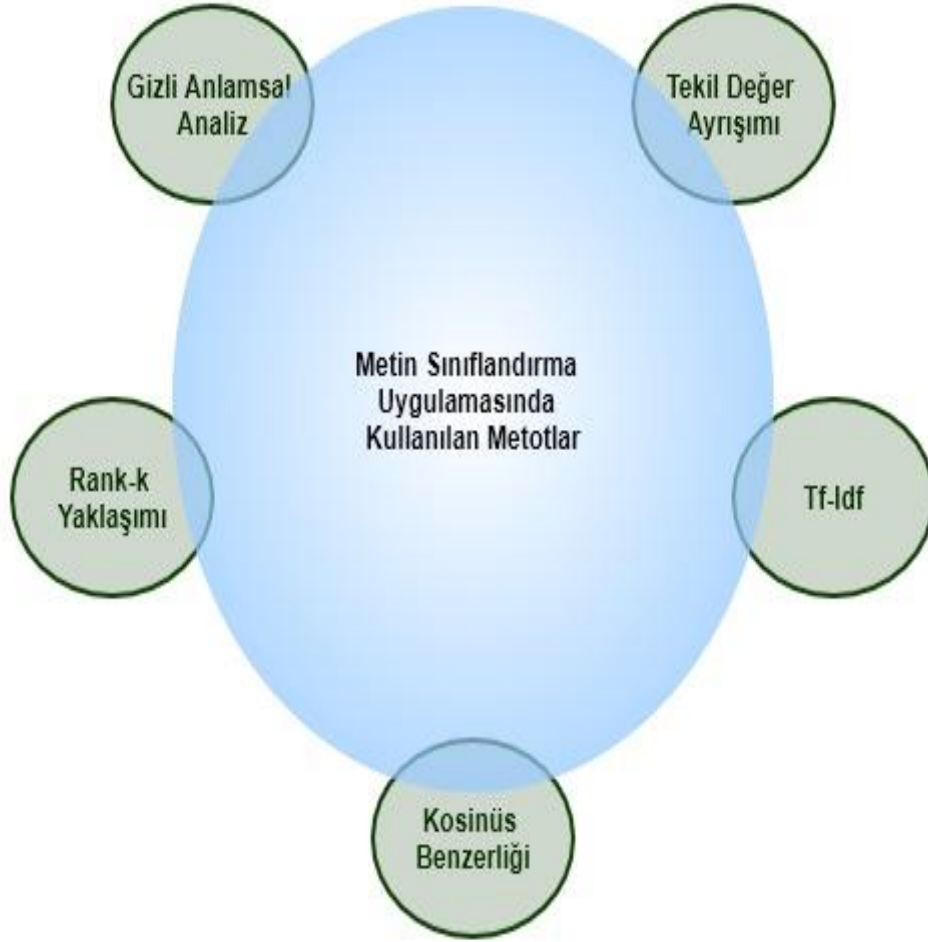 Gizli Anlamsal
Analiz
Tekil Değer
Ayrışımı
Metin Sınıflandırma
Uygulamasında
Kullanılan Metotlar
Rank-k
Yaklaşımı
Tf-Idf
Kosinüs
Benzerliği